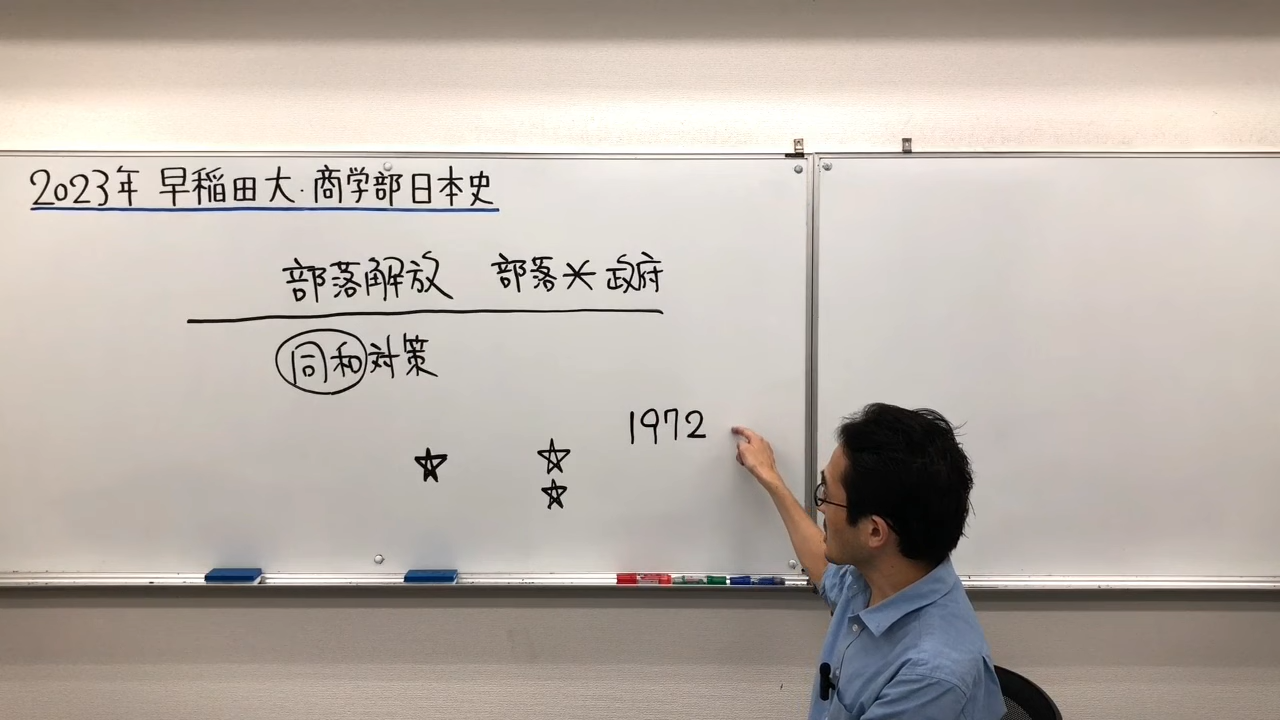 2023年 早稲田大・商学部日本史
部落解放 部落×政府
同和対策
1972
☆ ☆
☆